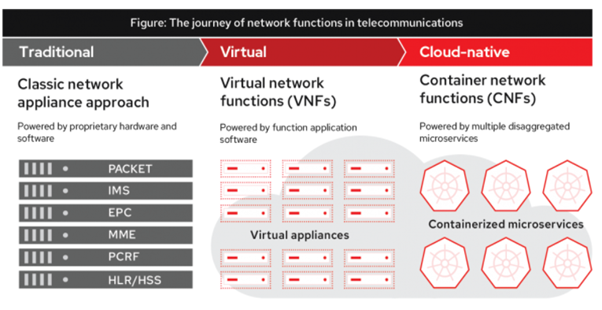 Figure: The journey of network functions in telecommunications
Traditional
Virtual
Cloud-native
Classic network
appliance approach
Powered by proprietary hardware and
software
PACKET
IMS
EPC
MME
PCRF
HLR/HSS
Virtual network
functions (VNFs)
Powered by function application
software
Virtual appliances
Container network
functions (CNFs)
Powered by multiple disaggregated
microservices
Containerized microservices